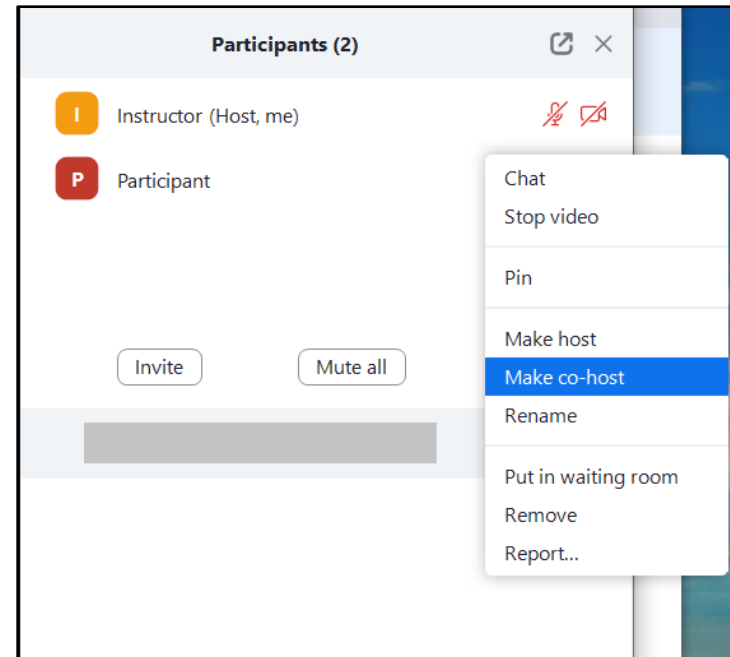 Participants (2)
I Instructor (Host, me)
P Participant
Chat
Stop video
Pin
Make host
Make co-host
Rename
Put in waiting room
Remove
Report...
Invite Mute all